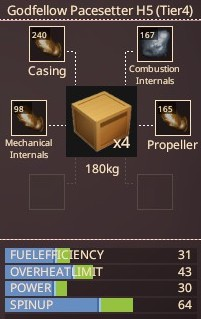 Godfellow Pacesetter H5 (Tier4)
240
167
Casing
Combustion
Internals
98
165
x4
Mechanical
Internals
Propeller
180kg
FUELEFFICIENCY 31
OVERHEATLIMIT 43
POWER 30
SPINUP 64